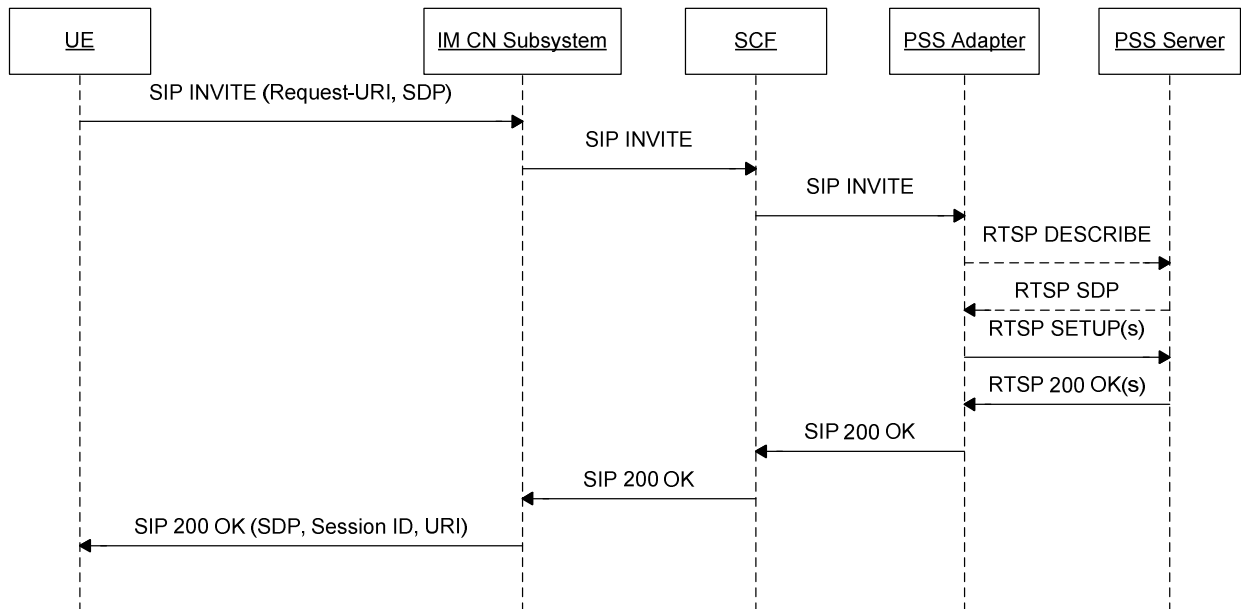 UE
IM CN Subsystem
SCF
PSS Adapter
PSS Server
SIP INVITE (Request-URI, SDP)
SIP INVITE
SIP INVITE
RTSP DESCRIBE
RTSP SDP
RTSP SETUP(s)
RTSP 200 OK(s)
SIP 200 OK
SIP 200 OK
SIP 200 OK (SDP, Session ID, URI)